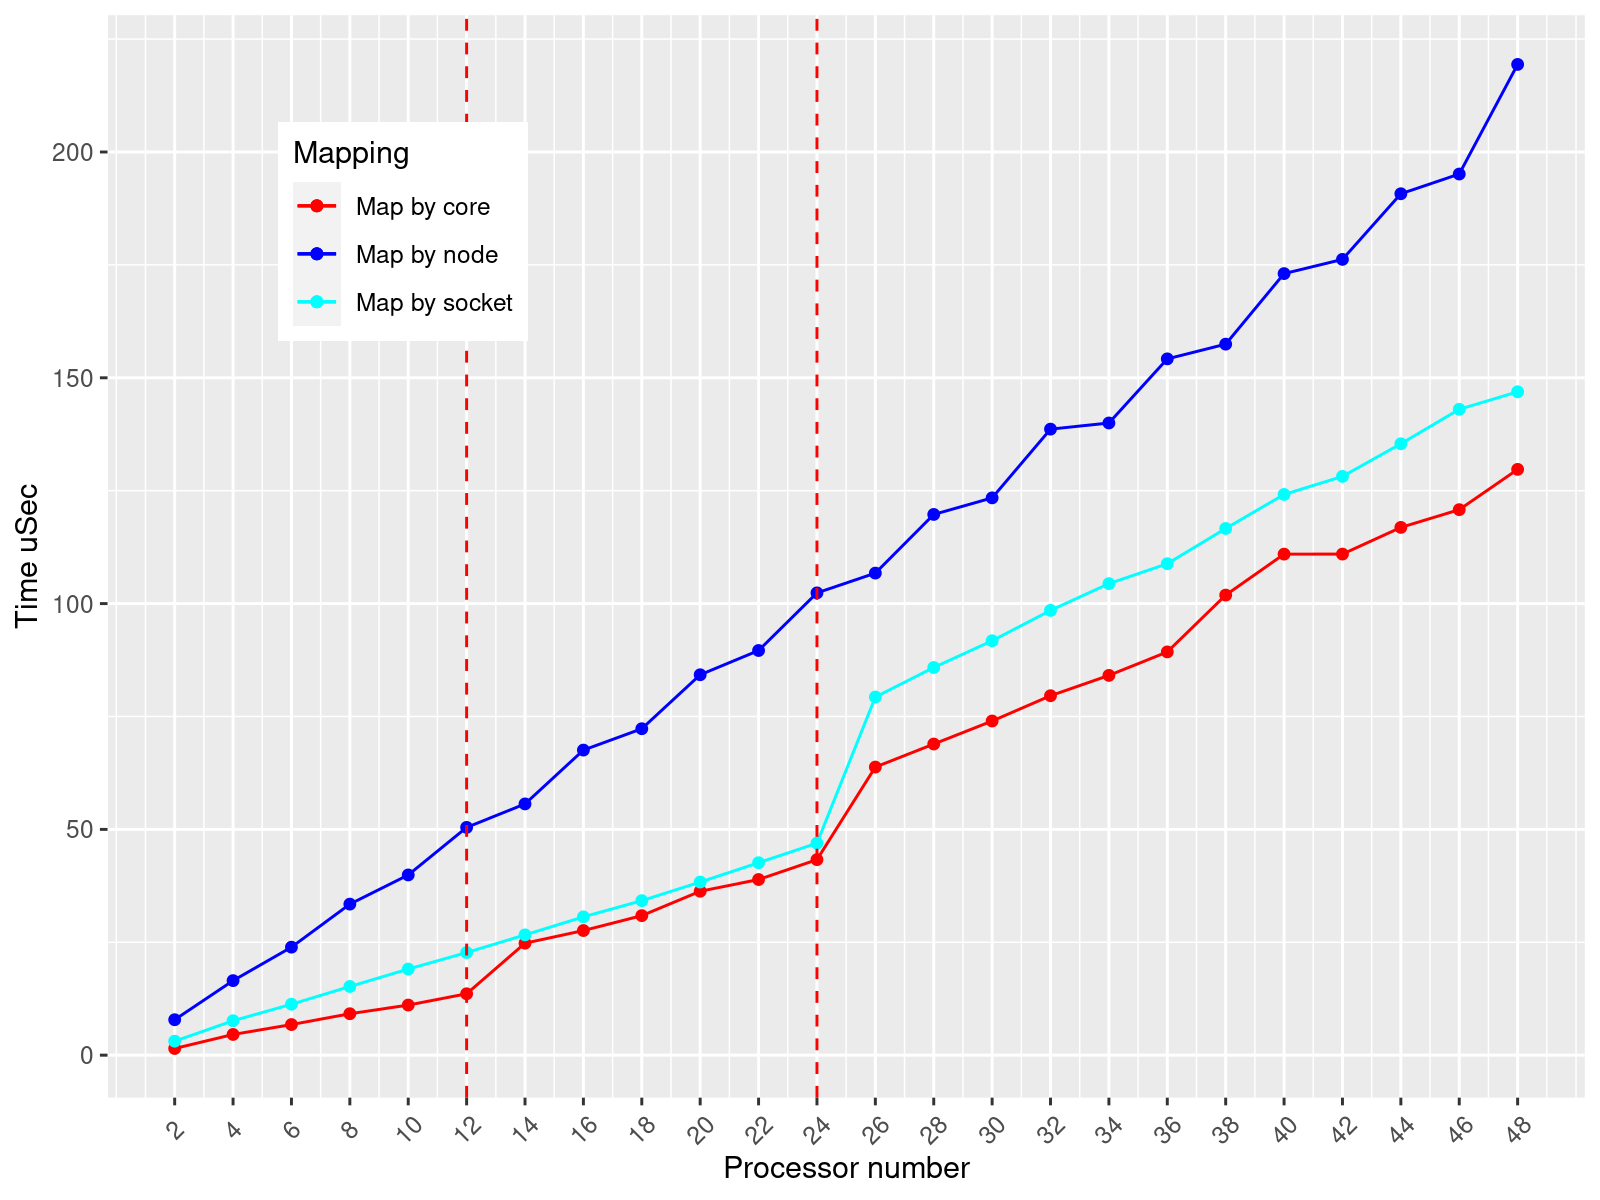 Mapping
Map by core
Map by node
Map by socket
Time uSec
200
150
100
50
0
2 4 6 8 10 12 14 16 18 20 22 24 26 28 30 32 34 36 38 40 42 44 46 48
Processor number